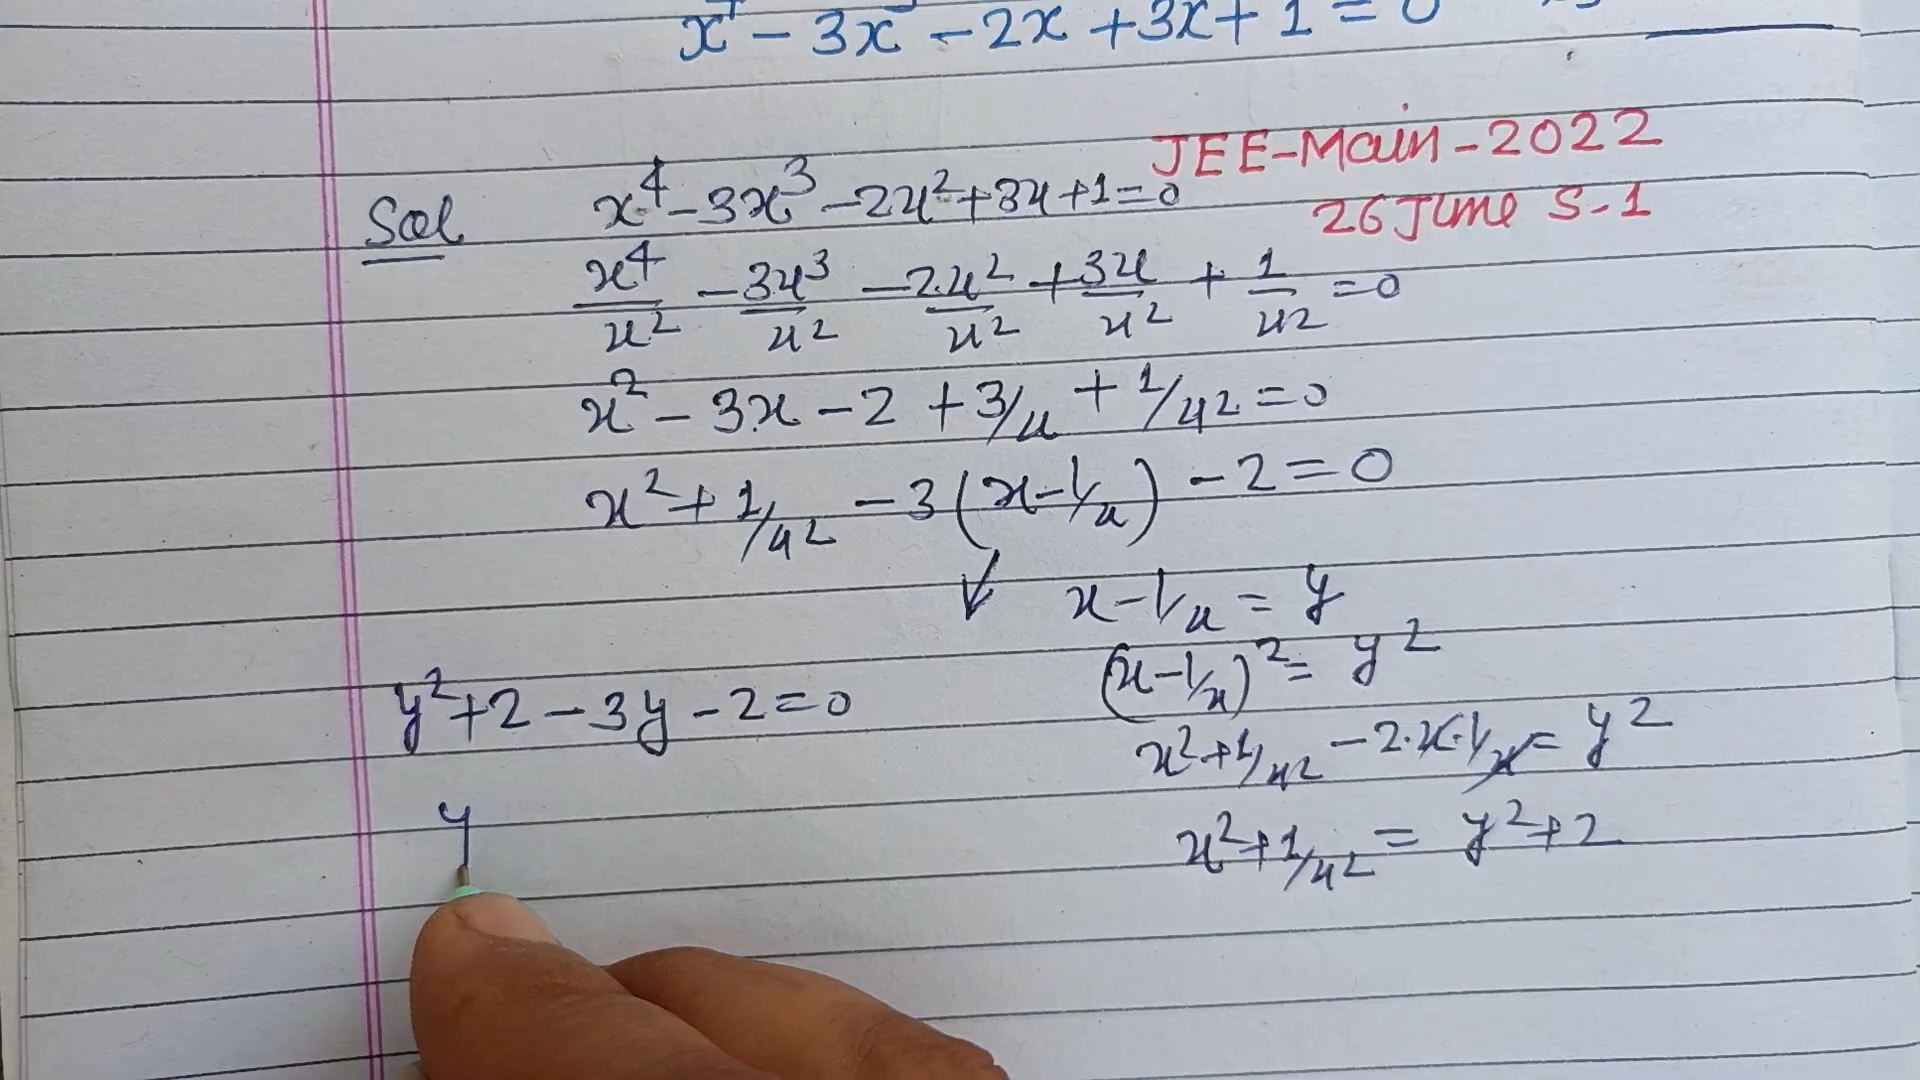 x⁴ - 3x³ - 2x² + 3x + 1 = 0
JEE-Main-2022
26 June S-1
Sol x⁴ - 3x³ - 2x² + 3x + 1 = 0
x⁴/x² - 3x³/x² - 2x²/x² + 3x/x² + 1/x² = 0
x² - 3x - 2 + 3/x + 1/x² = 0
x² + 1/x² - 3(x - 1/x) - 2 = 0
x - 1/x = y
(x - 1/x)² = y²
y² + 2 - 3y - 2 = 0
x² + 1/x² - 2·x·1/x = y²
x² + 1/x² = y² + 2
y